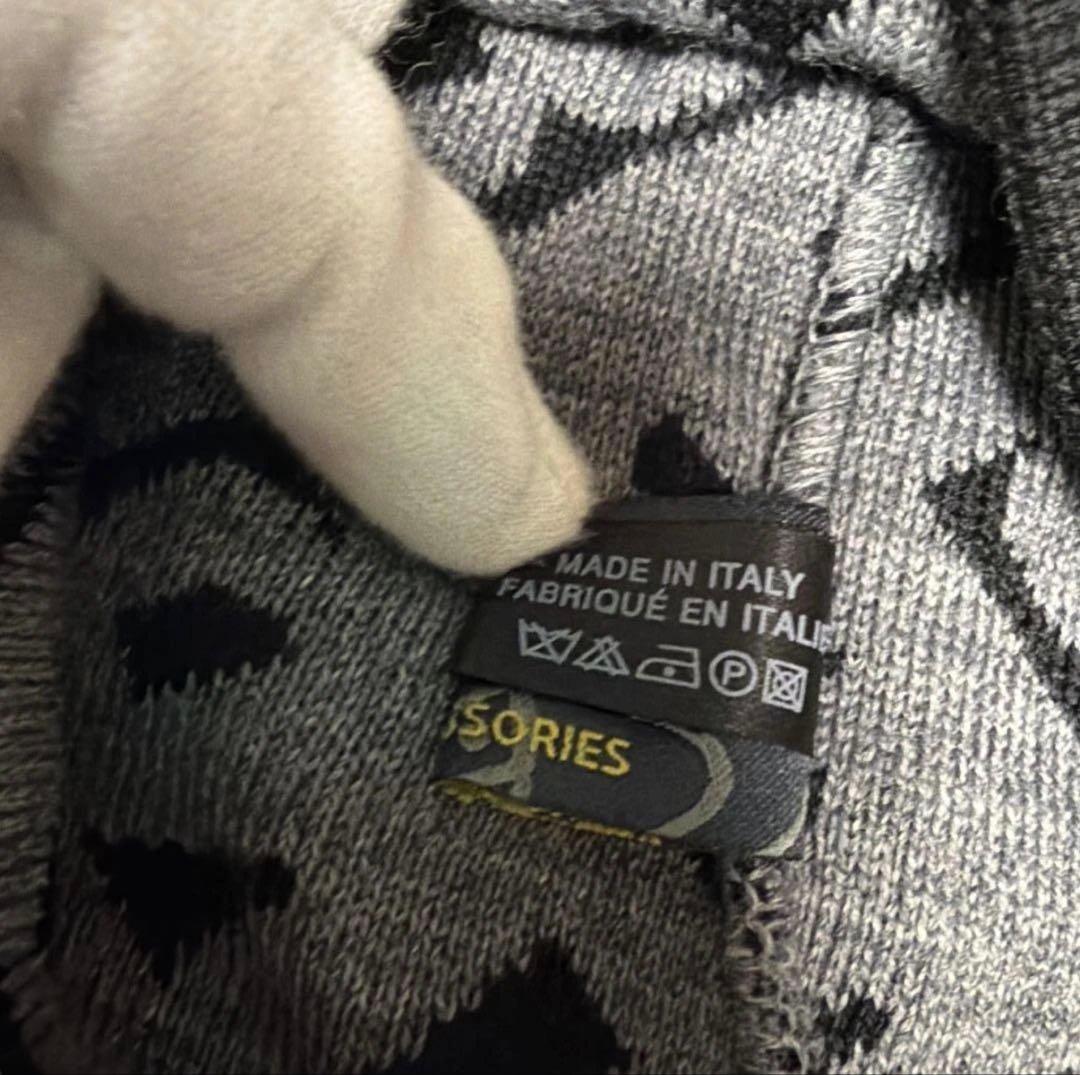 MADE IN ITALY
FABRIQUÉ EN ITALIE
P
SSORIES